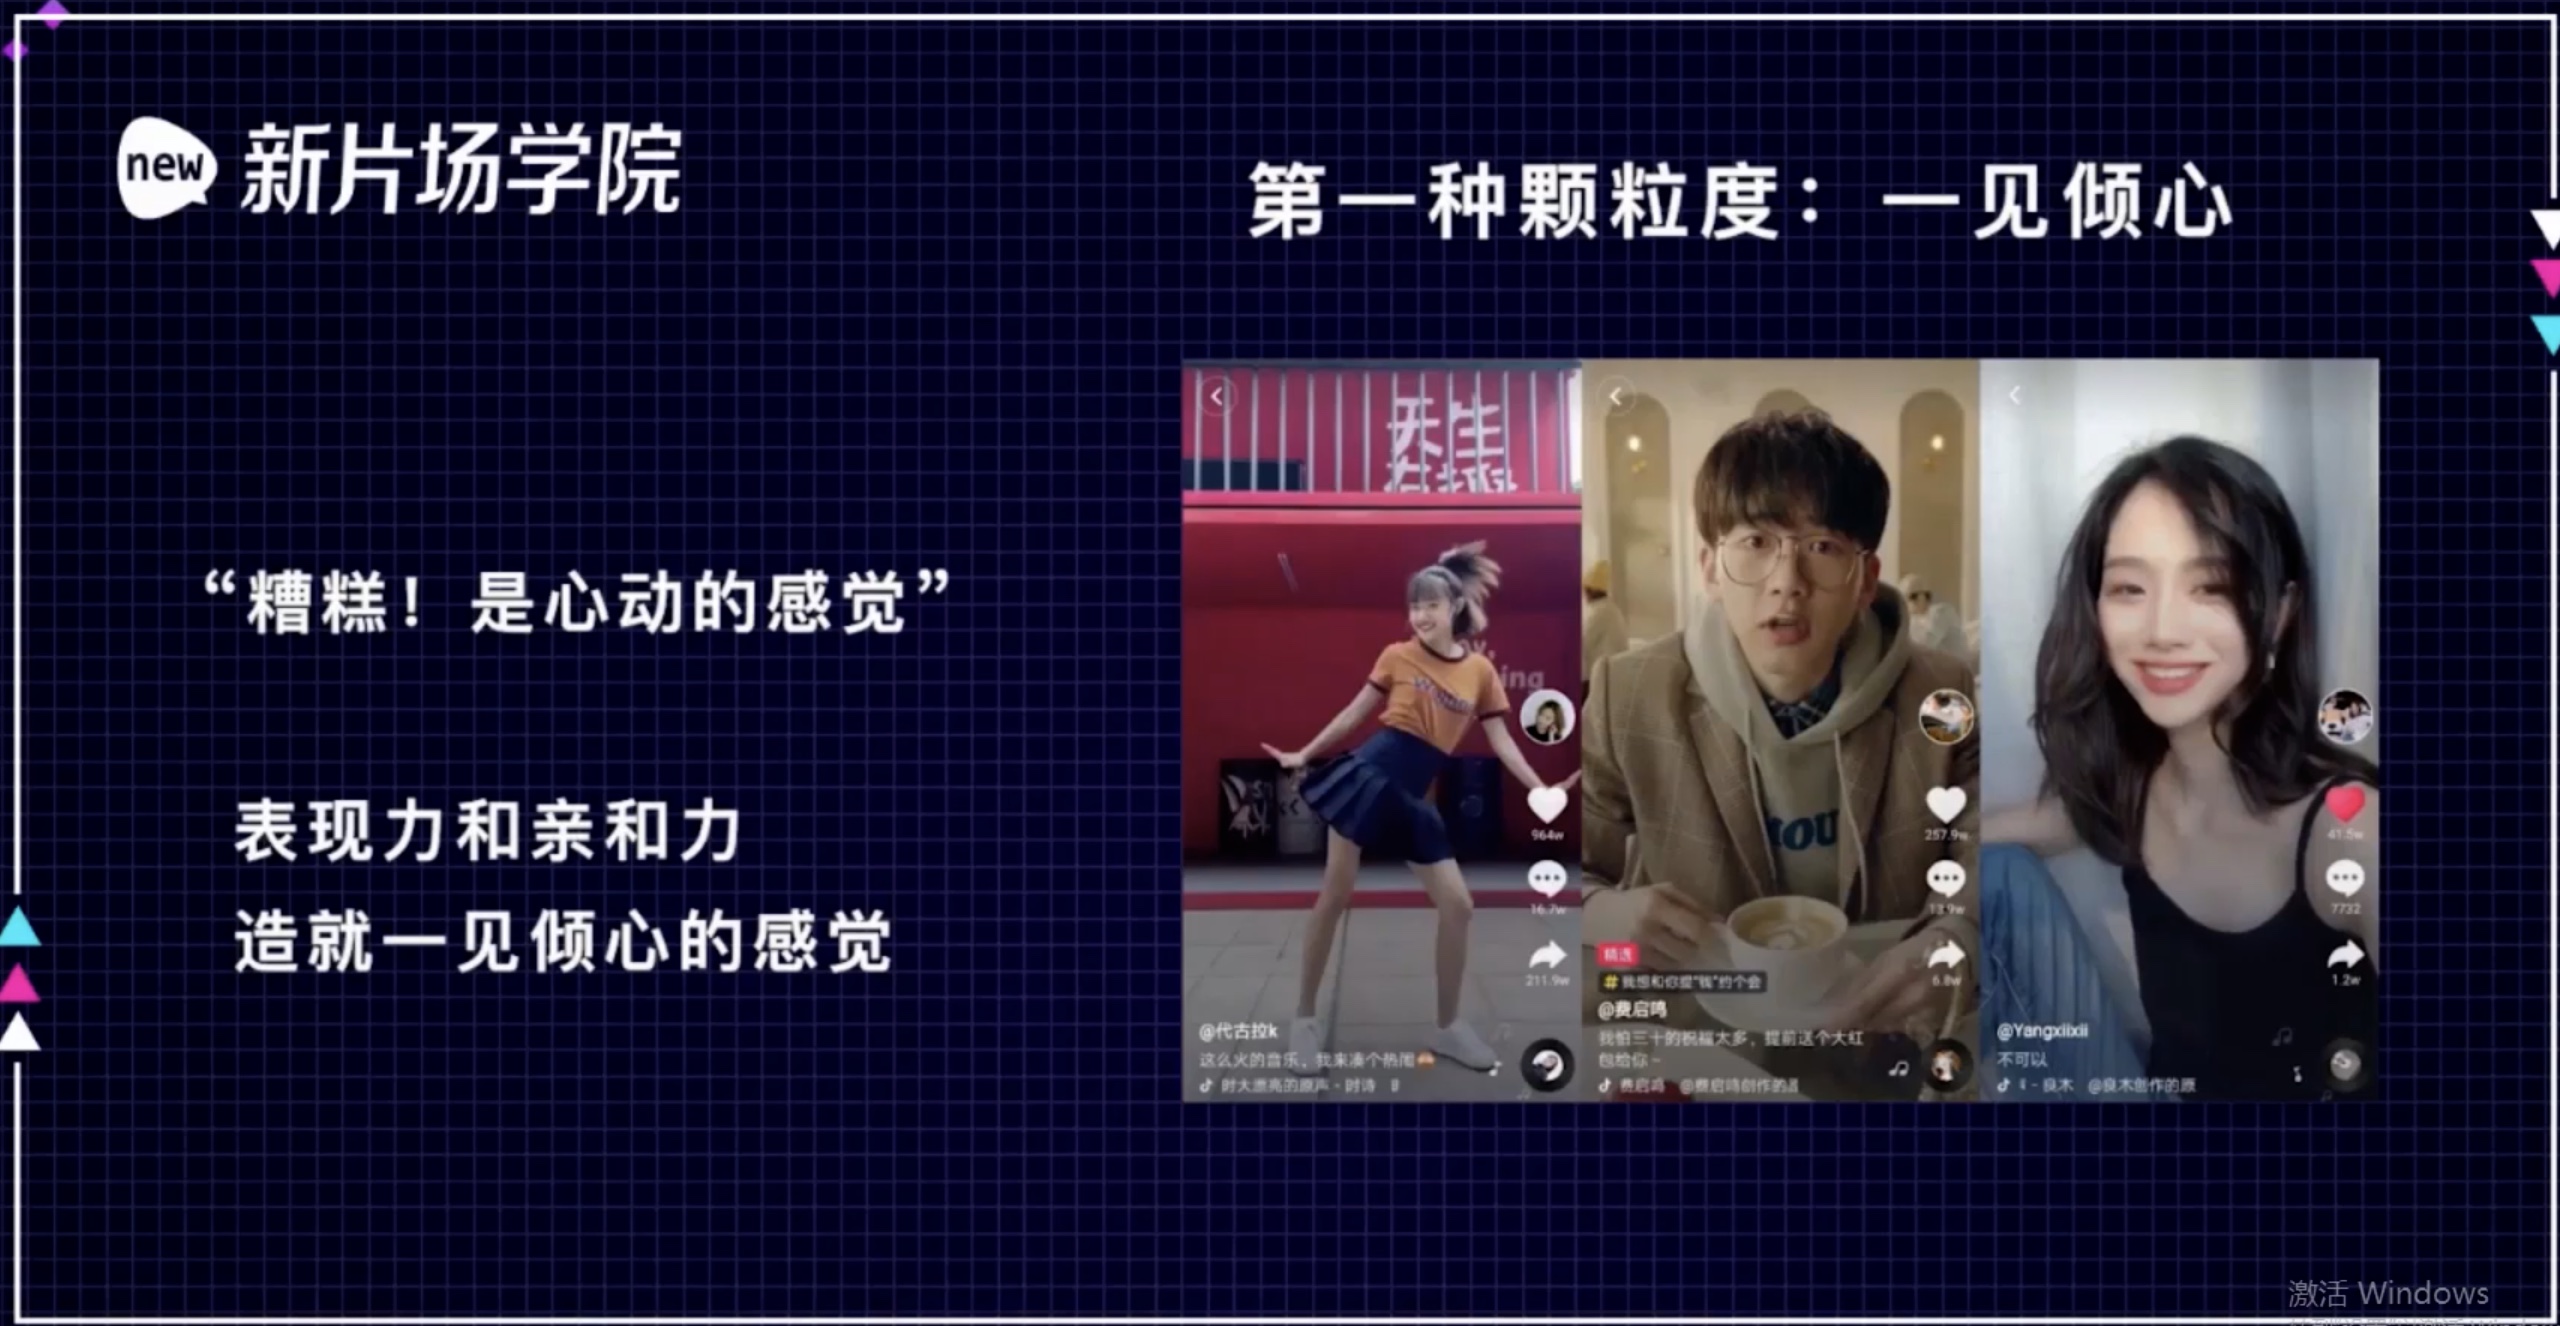 new 新片场学院
第一种颗粒度：一见倾心
“糟糕！是心动的感觉”
表现力和亲和力
造就一见倾心的感觉
天生
ing
964w
16.7w
211.9w
@代古拉k
这么火的音乐，我来凑个热闹
时大漂亮的原声 - 时诗
YOU
257.9w
13.9w
6.8w
精选
# 我想和你提“钱”约个会
@费启鸣
我怕三十的祝福太多，提前送个大红
包给你~
费启鸣 @费启鸣创作的
41.5w
7732
1.2w
@Yangxiixii
不可以
- 良木 @良木创作的原
激活 Windows